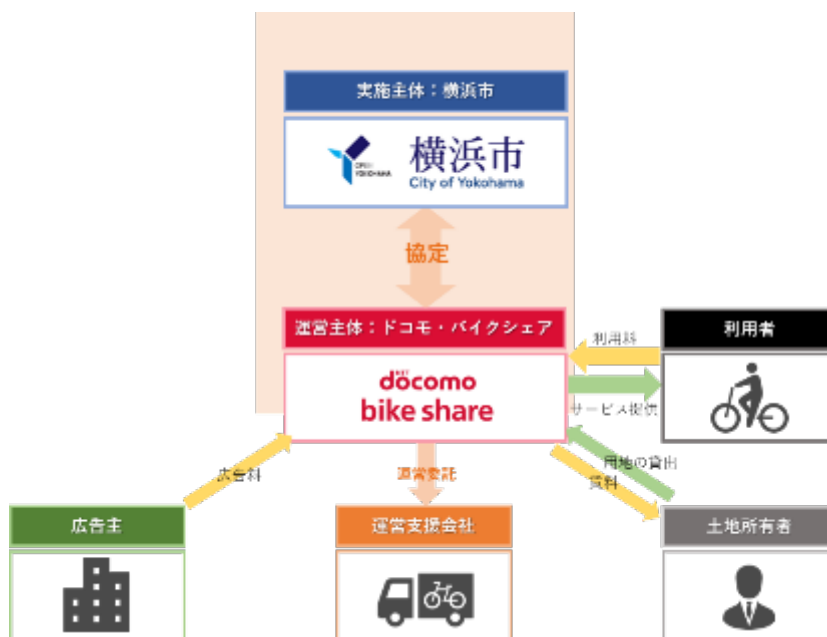 実施主体：横浜市
OPEN
YOKOHAMA
横浜市
City of Yokohama
協定
運営主体：ドコモ・バイクシェア
döcomo
bike share
利用料
利用者
サービス提供
広告料
運営委託
用地の貸出
賃料
広告主
運営支援会社
土地所有者